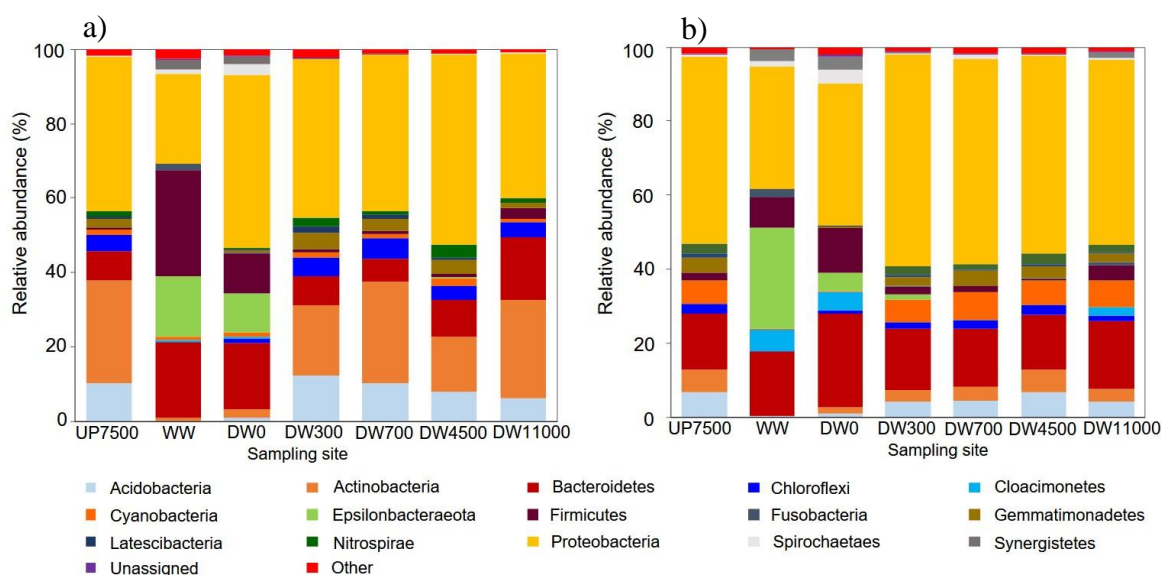 a)
b)
Relative abundance (%)
100
80
60
40
20
0
UP7500 WW DW0 DW300 DW700 DW4500 DW11000
Sampling site
Relative abundance (%)
100
80
60
40
20
0
UP7500 WW DW0 DW300 DW700 DW4500 DW11000
Sampling site
Acidobacteria Actinobacteria Bacteroidetes Chloroflexi Cloacimonetes
Cyanobacteria Epsilonbacteraeota Firmicutes Fusobacteria Gemmatimonadetes
Latescibacteria Nitrospirae Proteobacteria Spirochaetaes Synergistetes
Unassigned Other